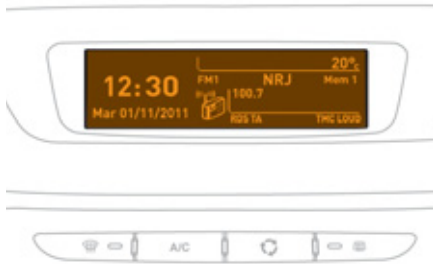 20°c
12:30
FM1 NRJ Mem 1
100.7
Mar 01/11/2011
RDS TA TMC LOUD
A/C